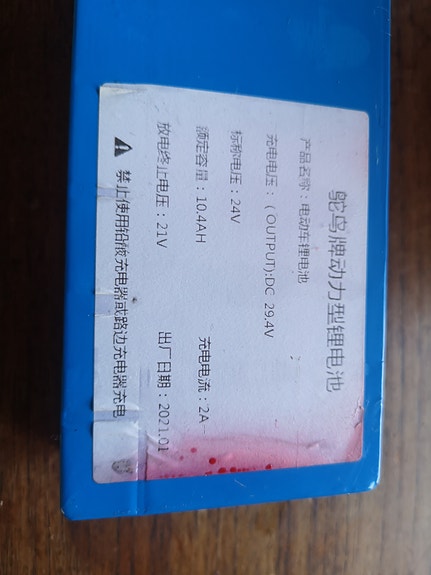 鸵鸟牌动力型锂电池
产品名称：电动车锂电池
充电电压：（OUTPUT):DC 29.4V
标称电压：24V
额定容量：10.4AH 充电电流：2A
放电终止电压：21V 出厂日期：2021.01
禁止使用铅酸充电器或路边充电器充电